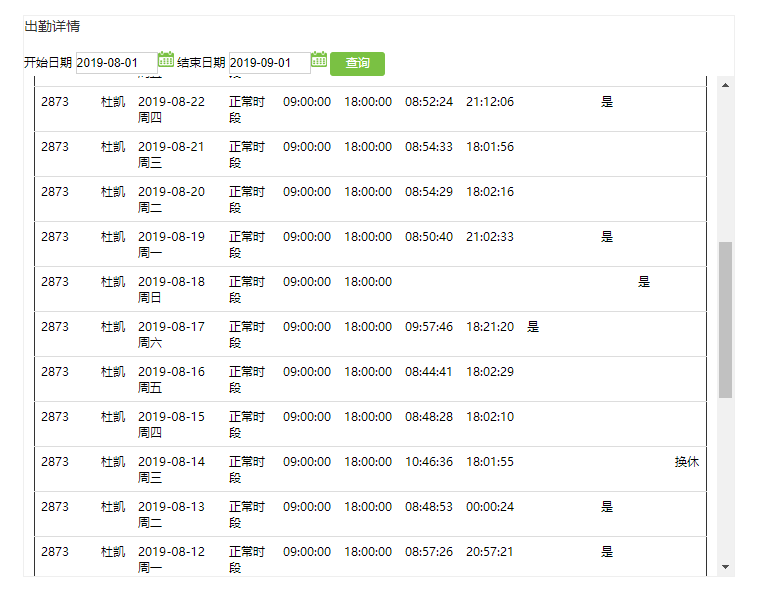 出勤详情
开始日期 2019-08-01 结束日期 2019-09-01 查询
2873 杜凯 2019-08-22 正常时 09:00:00 18:00:00 08:52:24 21:12:06 是
周四 段
2873 杜凯 2019-08-21 正常时 09:00:00 18:00:00 08:54:33 18:01:56
周三 段
2873 杜凯 2019-08-20 正常时 09:00:00 18:00:00 08:54:29 18:02:16
周二 段
2873 杜凯 2019-08-19 正常时 09:00:00 18:00:00 08:50:40 21:02:33 是
周一 段
2873 杜凯 2019-08-18 正常时 09:00:00 18:00:00 是
周日 段
2873 杜凯 2019-08-17 正常时 09:00:00 18:00:00 09:57:46 18:21:20 是
周六 段
2873 杜凯 2019-08-16 正常时 09:00:00 18:00:00 08:44:41 18:02:29
周五 段
2873 杜凯 2019-08-15 正常时 09:00:00 18:00:00 08:48:28 18:02:10
周四 段
2873 杜凯 2019-08-14 正常时 09:00:00 18:00:00 10:46:36 18:01:55 换休
周三 段
2873 杜凯 2019-08-13 正常时 09:00:00 18:00:00 08:48:53 00:00:24 是
周二 段
2873 杜凯 2019-08-12 正常时 09:00:00 18:00:00 08:57:26 20:57:21 是
周一 段